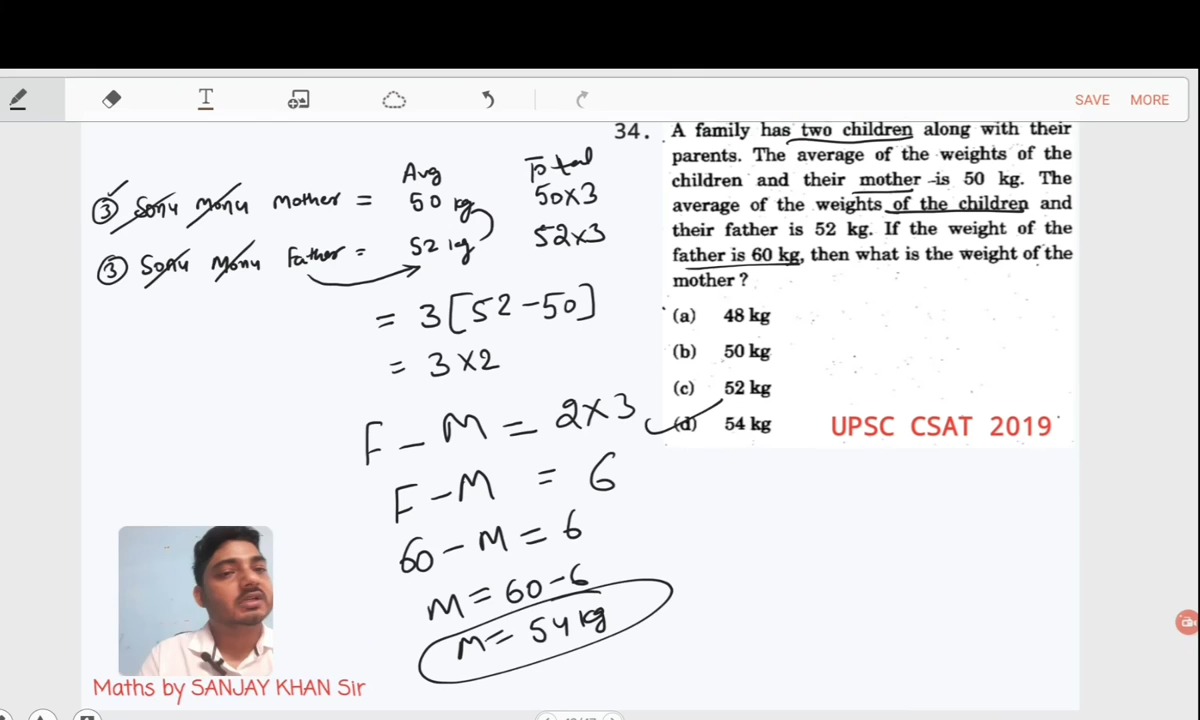 SAVE MORE
T
Avg Total
③ Sonu Monu Mother = 50 kg 50×3
③ Sonu Monu Father = 52 kg 52×3
= 3[52-50]
= 3×2
F - M = 2×3
F - M = 6
60 - M = 6
M = 60-6
M = 54 kg
34. A family has two children along with their
parents. The average of the weights of the
children and their mother is 50 kg. The
average of the weights of the children and
their father is 52 kg. If the weight of the
father is 60 kg, then what is the weight of the
mother ?
(a) 48 kg
(b) 50 kg
(c) 52 kg
(d) 54 kg
UPSC CSAT 2019
Maths by SANJAY KHAN Sir